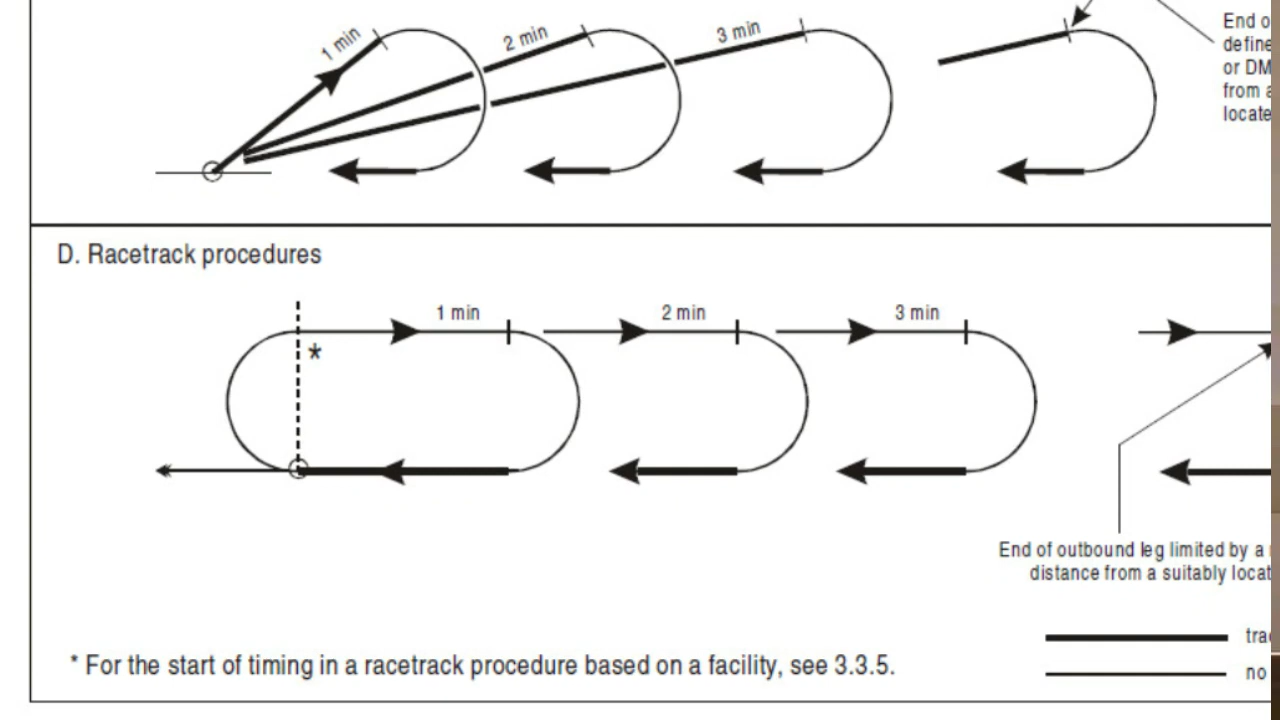 1 min
2 min
3 min
End o
define
or DM
from a
locate
D. Racetrack procedures
1 min
2 min
3 min
*
End of outbound leg limited by a
distance from a suitably locat
tra
no
* For the start of timing in a racetrack procedure based on a facility, see 3.3.5.